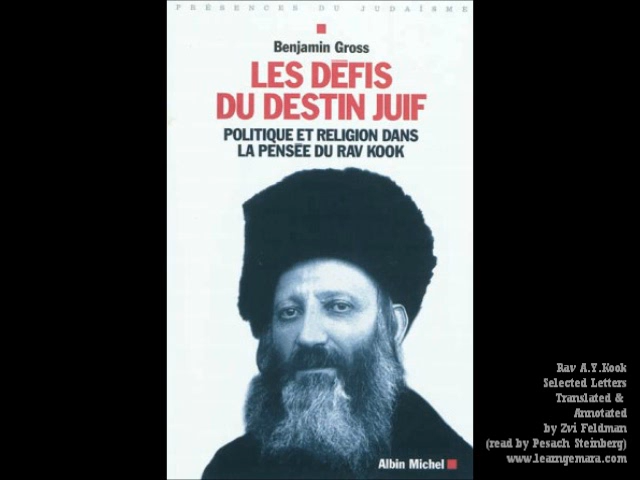 PRÉSENCES DU JUDAÏSME
Benjamin Gross
LES DÉFIS
DU DESTIN JUIF
POLITIQUE ET RELIGION DANS
LA PENSÉE DU RAV KOOK
Albin Michel
Rav A.Y.Kook
Selected Letters
Translated &
Annotated
by Zvi Feldman
(read by Pesach Steinberg)
www.learngemara.com